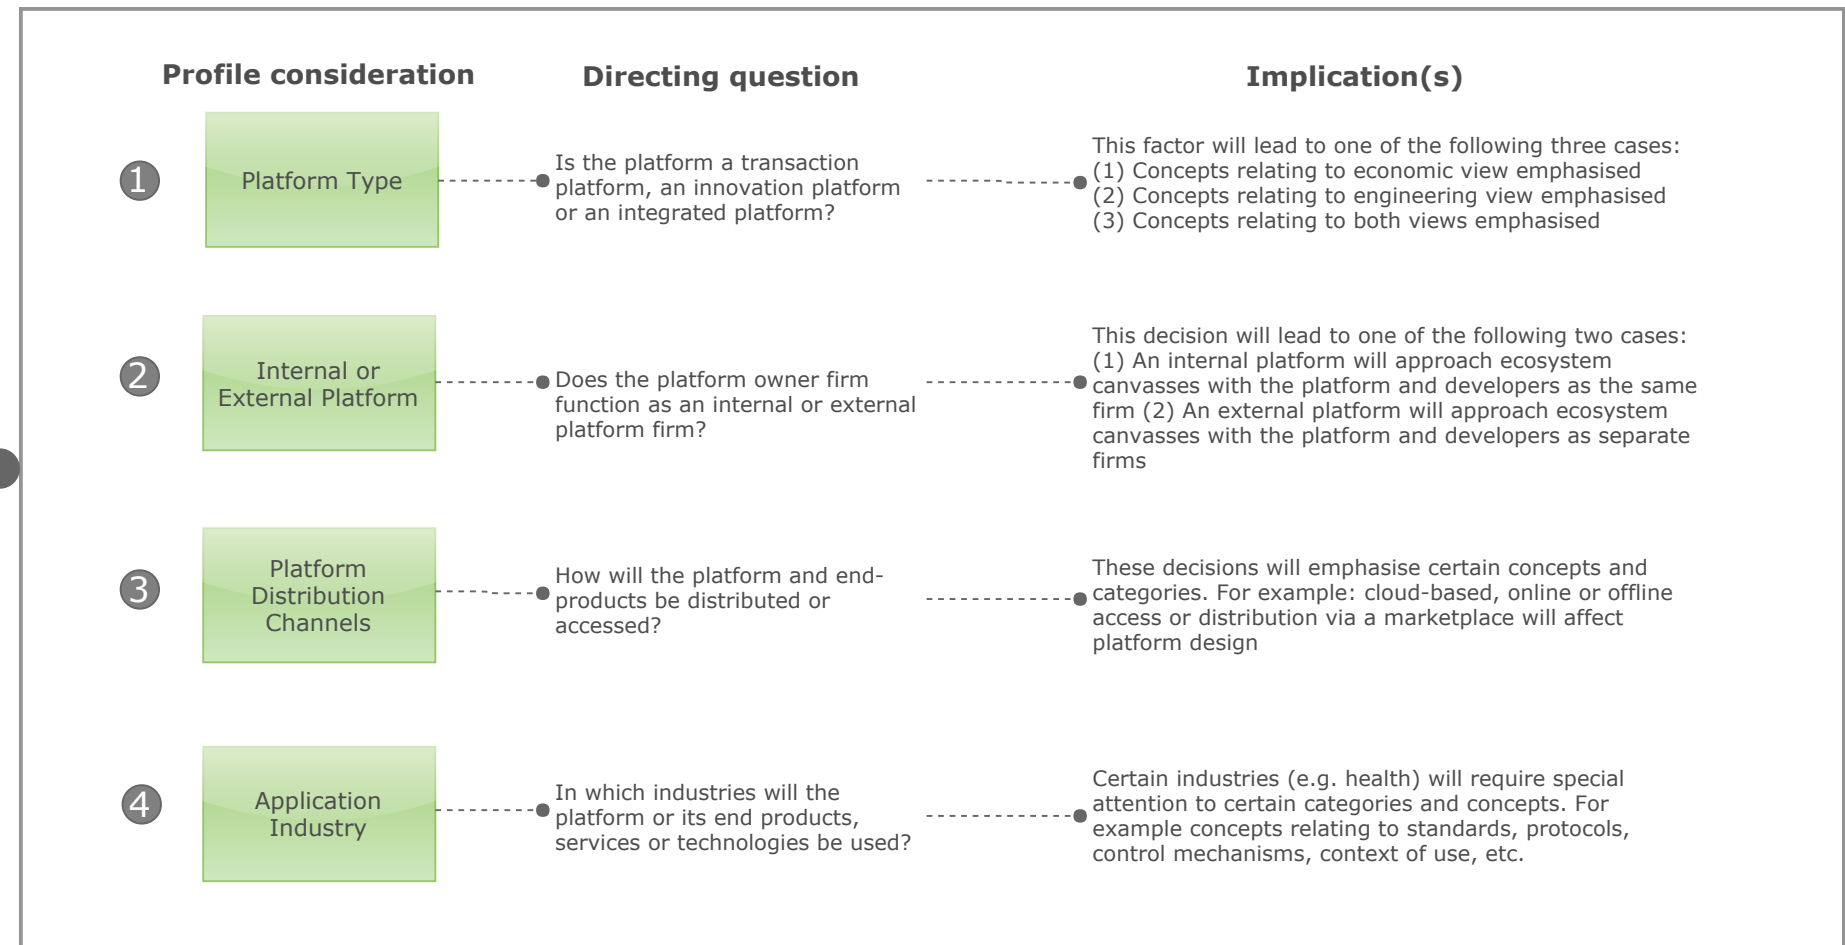 Profile consideration
Directing question
Implication(s)
1
Platform Type
Is the platform a transaction
platform, an innovation platform
or an integrated platform?
This factor will lead to one of the following three cases:
(1) Concepts relating to economic view emphasised
(2) Concepts relating to engineering view emphasised
(3) Concepts relating to both views emphasised
2
Internal or
External Platform
Does the platform owner firm
function as an internal or external
platform firm?
This decision will lead to one of the following two cases:
(1) An internal platform will approach ecosystem
canvasses with the platform and developers as the same
firm (2) An external platform will approach ecosystem
canvasses with the platform and developers as separate
firms
3
Platform
Distribution
Channels
How will the platform and end-
products be distributed or
accessed?
These decisions will emphasise certain concepts and
categories. For example: cloud-based, online or offline
access or distribution via a marketplace will affect
platform design
4
Application
Industry
In which industries will the
platform or its end products,
services or technologies be used?
Certain industries (e.g. health) will require special
attention to certain categories and concepts. For
example concepts relating to standards, protocols,
control mechanisms, context of use, etc.